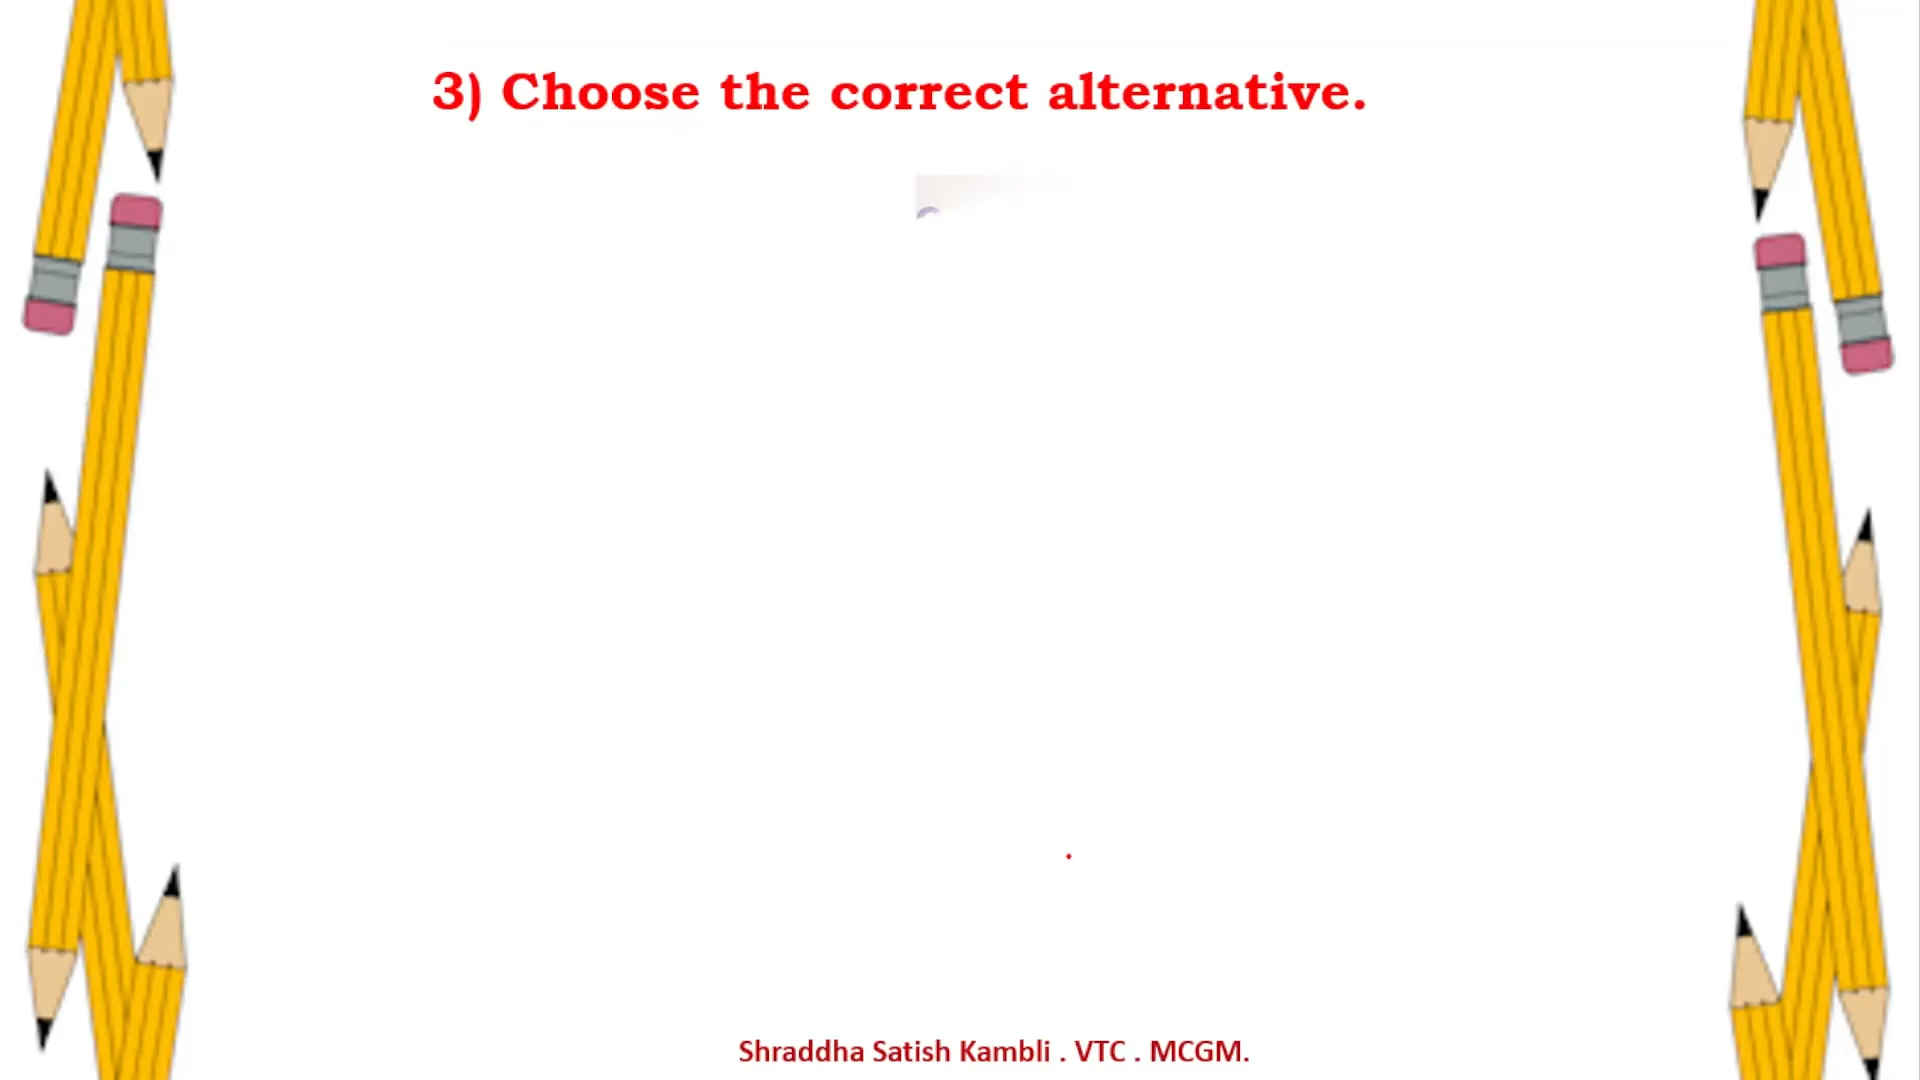 3) Choose the correct alternative.
Shraddha Satish Kambli . VTC . MCGM.